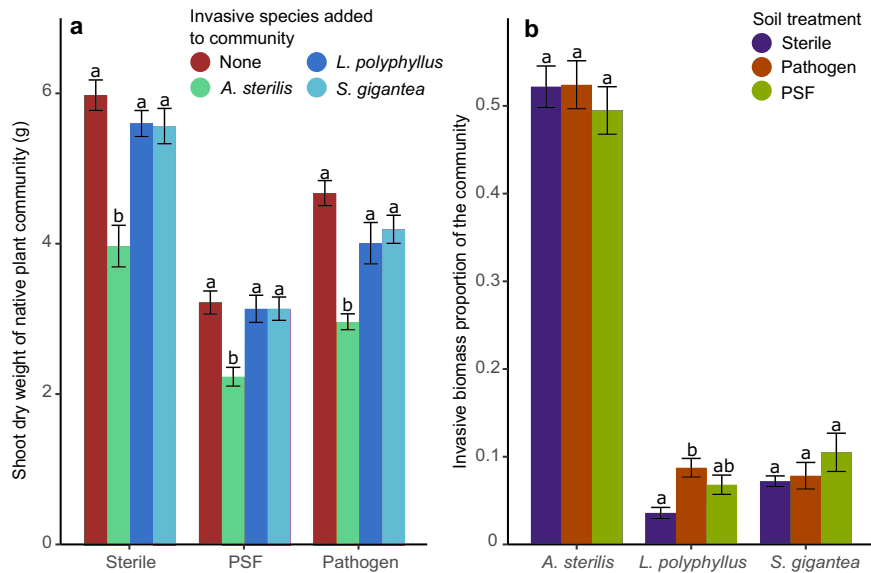 a
Invasive species added
to community
None
L. polyphyllus
A. sterilis
S. gigantea
Shoot dry weight of native plant community (g)
6
4
2
0
a
b
a
a
a
b
a
a
a
b
a
a
Sterile
PSF
Pathogen
b
Soil treatment
Sterile
Pathogen
PSF
Invasive biomass proportion of the community
0.5
0.4
0.3
0.2
0.1
0
a
a
a
a
b
ab
a
a
a
A. sterilis
L. polyphyllus
S. gigantea